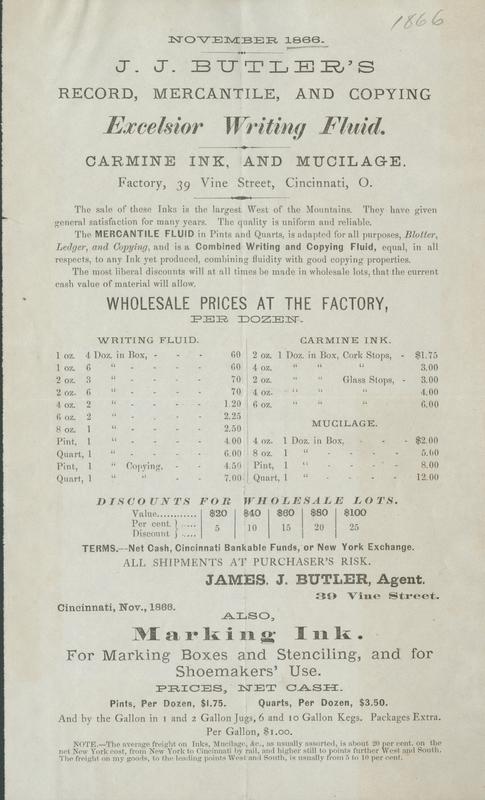 1866
NOVEMBER 1866.
J. J. BUTLER'S
RECORD, MERCANTILE, AND COPYING
Excelsior Writing Fluid.
CARMINE INK, AND MUCILAGE.
Factory, 39 Vine Street, Cincinnati, O.
The sale of these Inks is the largest West of the Mountains. They have given
general satisfaction for many years. The quality is uniform and reliable.
The MERCANTILE FLUID in Pints and Quarts, is adapted for all purposes, Blotter,
Ledger, and Copying, and is a Combined Writing and Copying Fluid, equal, in all
respects, to any Ink yet produced, combining fluidity with good copying properties.
The most liberal discounts will at all times be made in wholesale lots, that the current
cash value of material will allow.
WHOLESALE PRICES AT THE FACTORY,
PER DOZEN.
WRITING FLUID.
1 oz. 4 Doz. in Box, - - - 60
1 oz. 6 " - - - - 60
2 oz. 3 " - - - - 70
2 oz. 6 " - - - - 70
4 oz. 2 " - - - - 1.20
6 oz. 2 " - - - - 2.25
8 oz. 1 " - - - - 2.50
Pint, 1 " - - - - 4.00
Quart, 1 " - - - - 6.00
Pint, 1 " Copying, - - 4.50
Quart, 1 " " - - 7.00
CARMINE INK.
2 oz. 1 Doz. in Box, Cork Stops, - $1.75
4 oz. " " " 3.00
2 oz. " " Glass Stops, - 3.00
4 oz. " " " 4.00
6 oz. " " " 6.00
MUCILAGE.
4 oz. 1 Doz. in Box, - - $2.00
8 oz. 1 " - - - 5.00
Pint, 1 " - - - 8.00
Quart, 1 " - - - 12.00
DISCOUNTS FOR WHOLESALE LOTS.
Value............ $20 $40 $60 $80 $100
Per cent. Discount } ..... 5 10 15 20 25
TERMS.—Net Cash, Cincinnati Bankable Funds, or New York Exchange.
ALL SHIPMENTS AT PURCHASER'S RISK.
JAMES. J. BUTLER, Agent.
39 Vine Street.
Cincinnati, Nov., 1866.
ALSO,
Marking Ink.
For Marking Boxes and Stenciling, and for
Shoemakers' Use.
PRICES, NET CASH.
Pints, Per Dozen, $1.75. Quarts, Per Dozen, $3.50.
And by the Gallon in 1 and 2 Gallon Jugs, 6 and 10 Gallon Kegs. Packages Extra.
Per Gallon, $1.00.
NOTE.—The average freight on Inks, Mucilage, &c., as usually assorted, is about 20 per cent. on the
net New York cost, from New York to Cincinnati by rail, and higher still to points further West and South.
The freight on my goods, to the leading points West and South, is usually from 5 to 10 per cent.